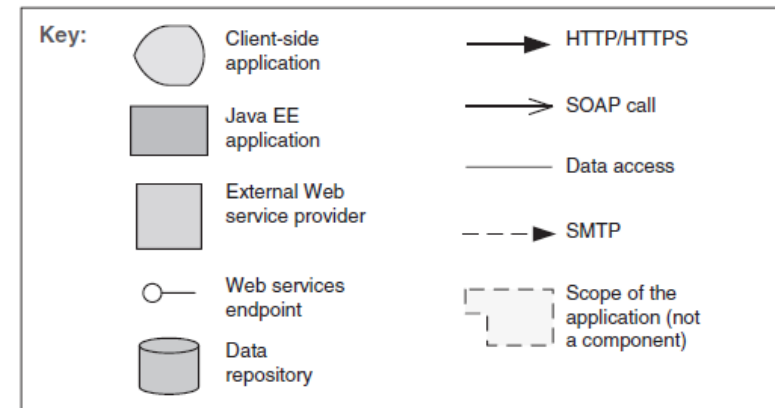 Key:
Client-side
application
Java EE
application
External Web
service provider
Web services
endpoint
Data
repository
HTTP/HTTPS
SOAP call
Data access
SMTP
Scope of the
application (not
a component)